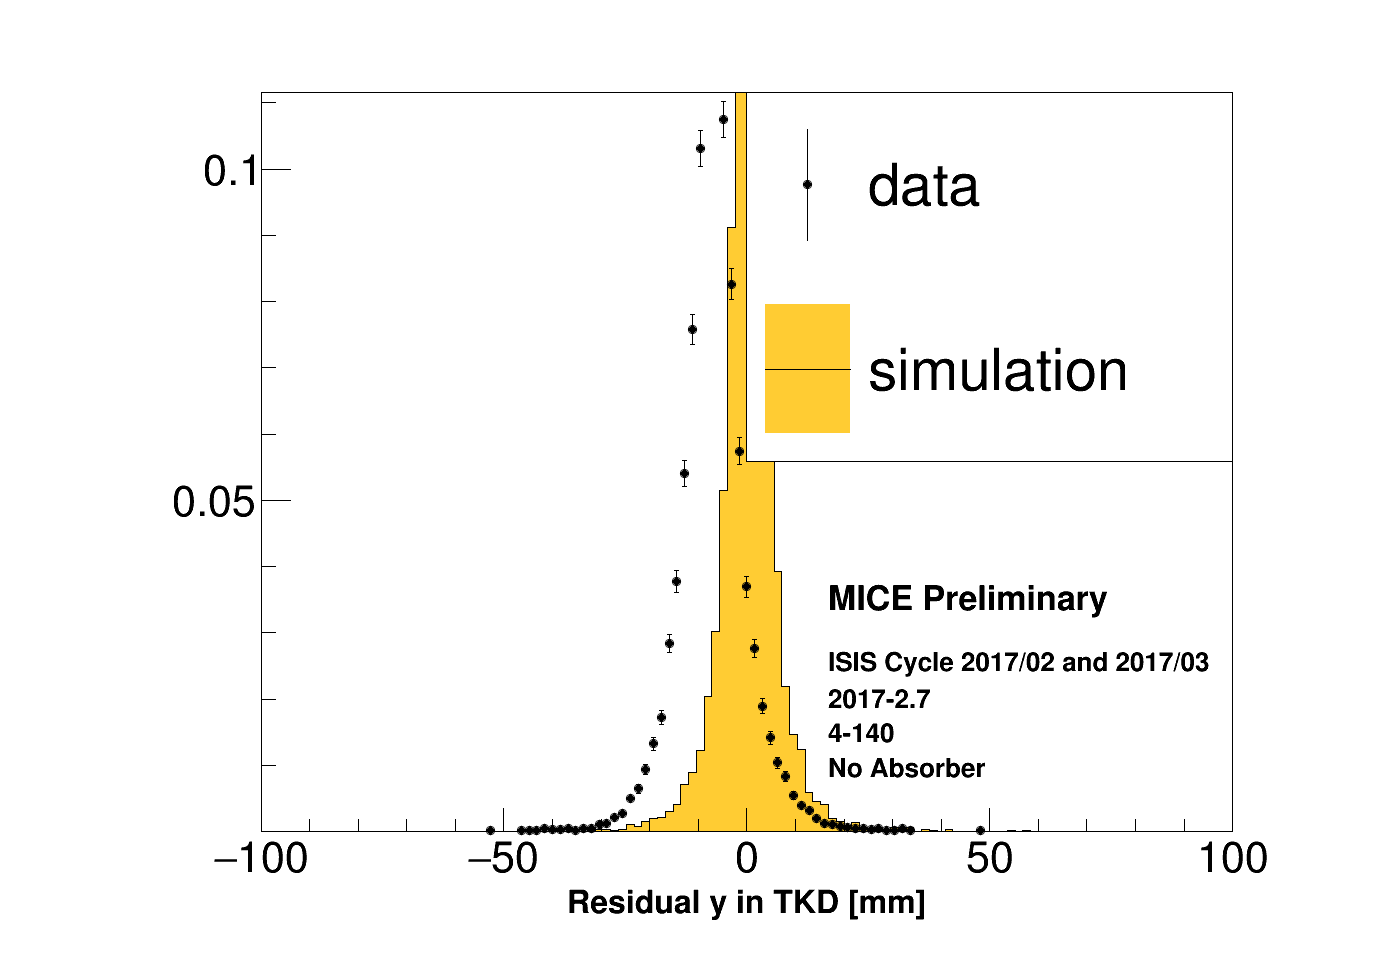 0.1
data
simulation
0.05
MICE Preliminary
ISIS Cycle 2017/02 and 2017/03
2017-2.7
4-140
No Absorber
−100 −50 0 50 100
Residual y in TKD [mm]